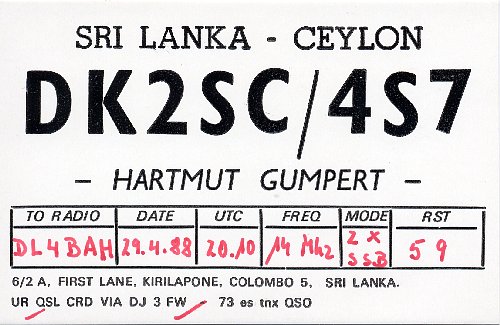 SRI LANKA - CEYLON
DK2SC/4S7
- HARTMUT GUMPERT -
TO RADIO DATE UTC FREQ MODE RST
DL4BAH 29.4.88 20.10 14 Mhz 2 x SSB 59
6/2 A, FIRST LANE, KIRILAPONE, COLOMBO 5, SRI LANKA.
UR QSL CRD VIA DJ 3 FW - 73 es tnx QSO